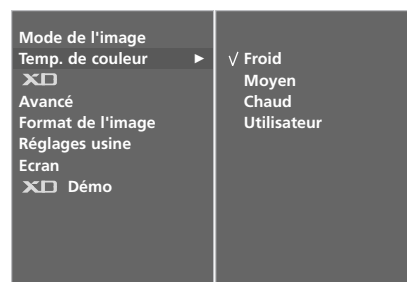 Mode de l'image
Temp. de couleur ►
XD
Avancé
Format de l'image
Réglages usine
Ecran
XD Démo
√ Froid
Moyen
Chaud
Utilisateur